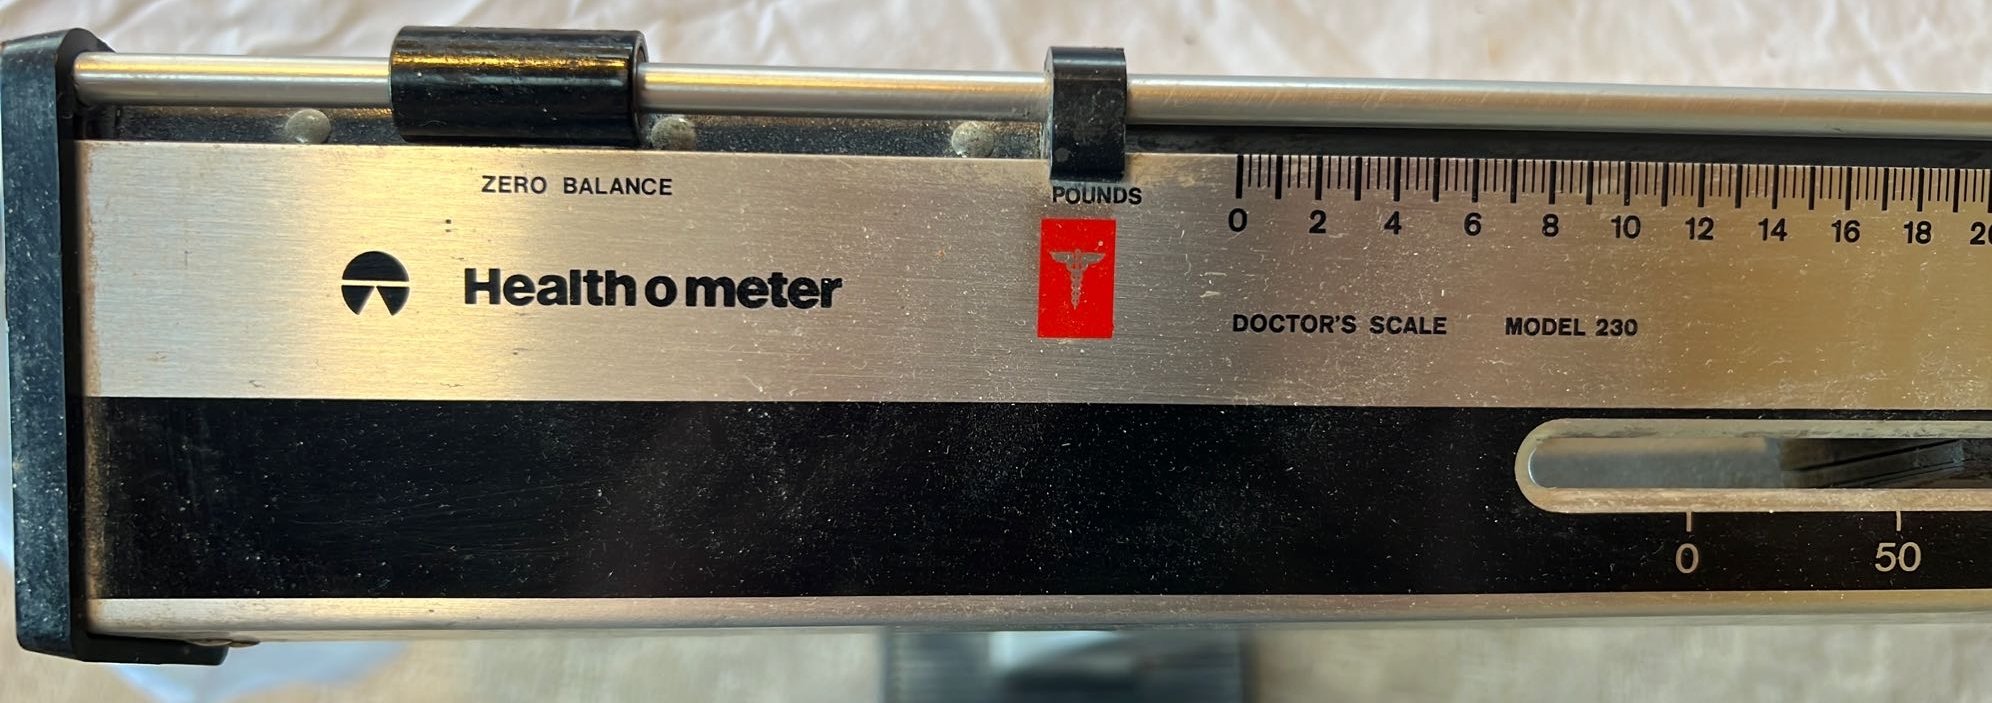 ZERO BALANCE
POUNDS
0 2 4 6 8 10 12 14 16 18
Health o meter
DOCTOR'S SCALE MODEL 230
0 50